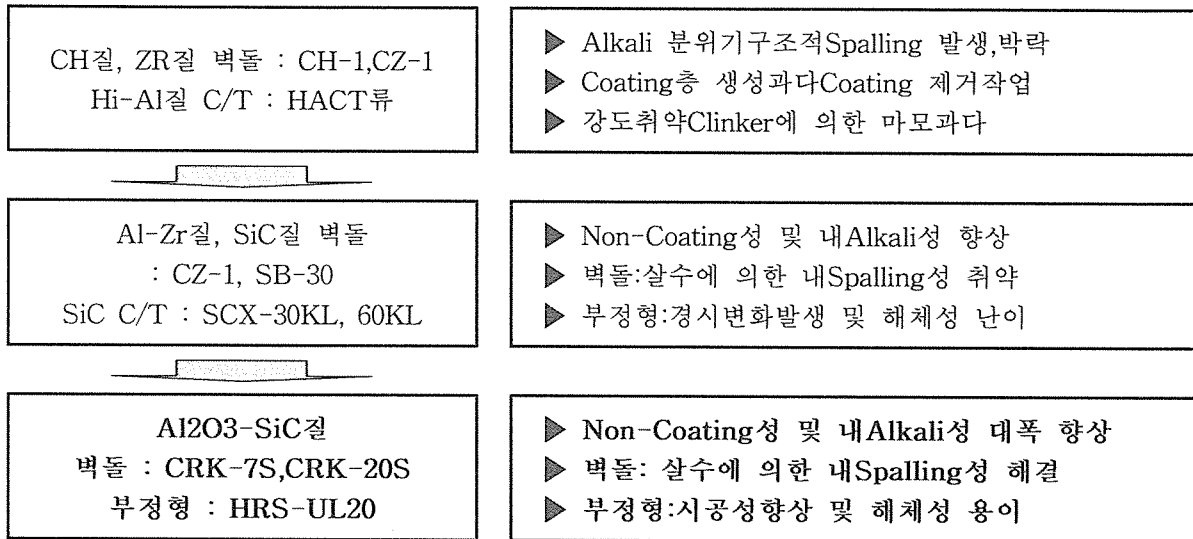 CH질, ZR질 벽돌 : CH-1,CZ-1
Hi-Al질 C/T : HACT류
▶ Alkali 분위기구조적Spalling 발생,박락
▶ Coating층 생성과다Coating 제거작업
▶ 강도취약Clinker에 의한 마모과다
Al-Zr질, SiC질 벽돌
: CZ-1, SB-30
SiC C/T : SCX-30KL, 60KL
▶ Non-Coating성 및 내Alkali성 향상
▶ 벽돌:살수에 의한 내Spalling성 취약
▶ 부정형:경시변화발생 및 해체성 난이
Al2O3-SiC질
벽돌 : CRK-7S,CRK-20S
부정형 : HRS-UL20
▶ Non-Coating성 및 내Alkali성 대폭 향상
▶ 벽돌: 살수에 의한 내Spalling성 해결
▶ 부정형:시공성향상 및 해체성 용이